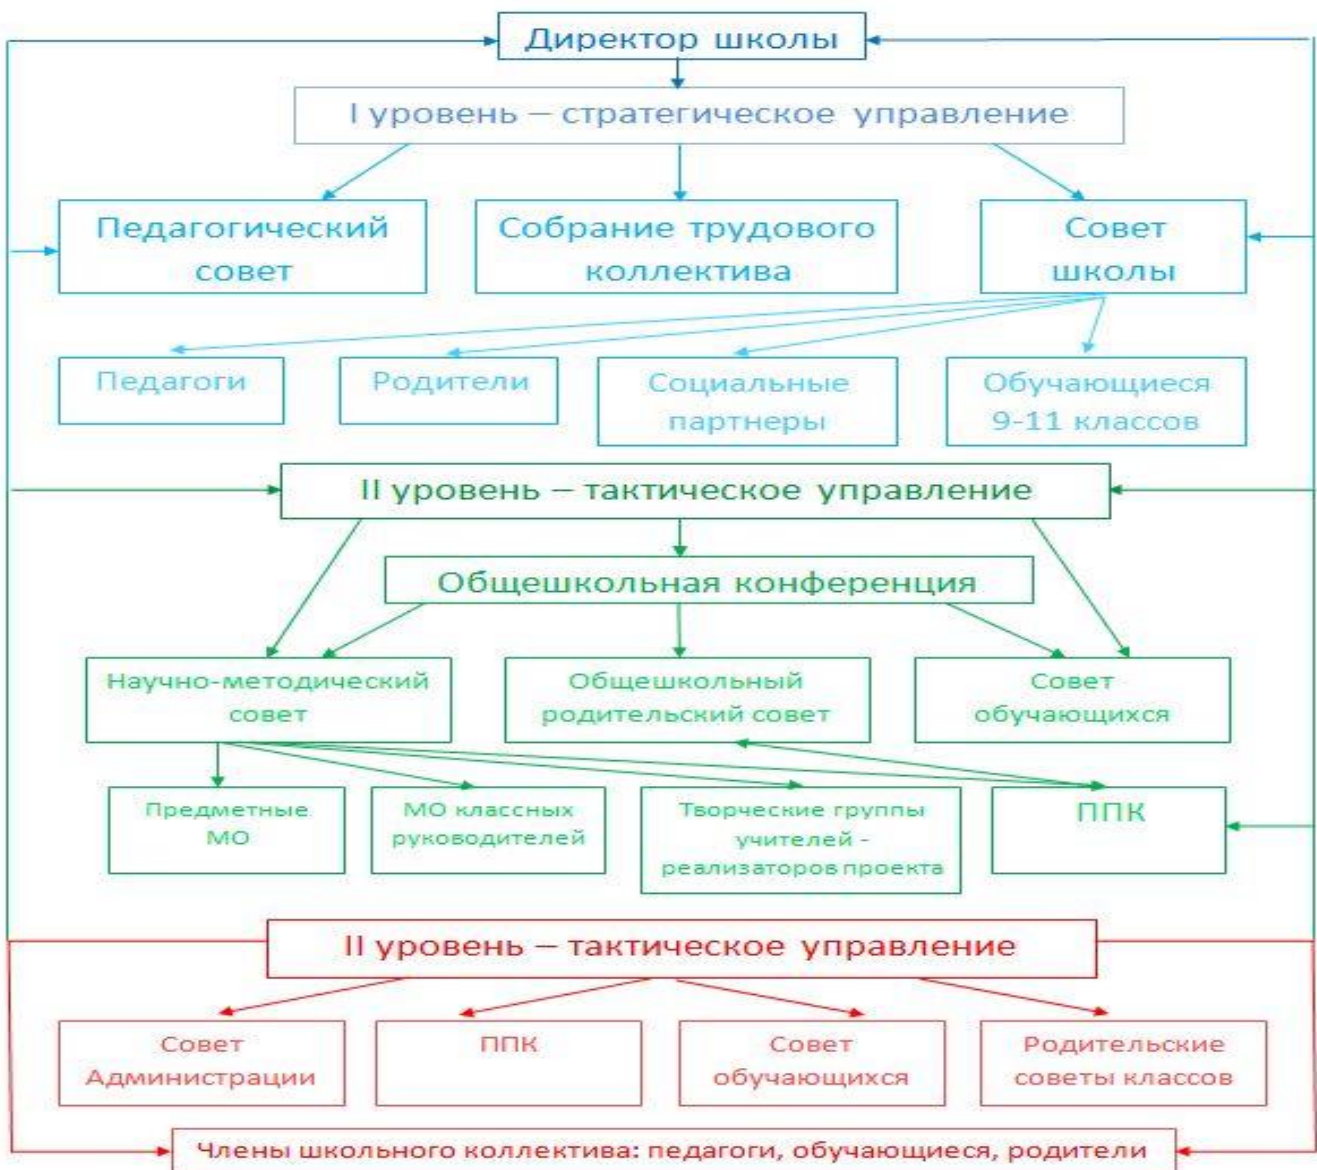 Директор школы
I уровень – стратегическое управление
Педагогический
совет
Собрание трудового
коллектива
Совет
школы
Педагоги
Родители
Социальные
партнеры
Обучающиеся
9-11 классов
II уровень – тактическое управление
Общешкольная конференция
Научно-методический
совет
Общешкольный
родительский совет
Совет
обучающихся
Предметные
МО
МО классных
руководителей
Творческие группы
учителей -
реализаторов проекта
ППК
II уровень – тактическое управление
Совет
Администрации
ППК
Совет
обучающихся
Родительские
советы классов
Члены школьного коллектива: педагоги, обучающиеся, родители